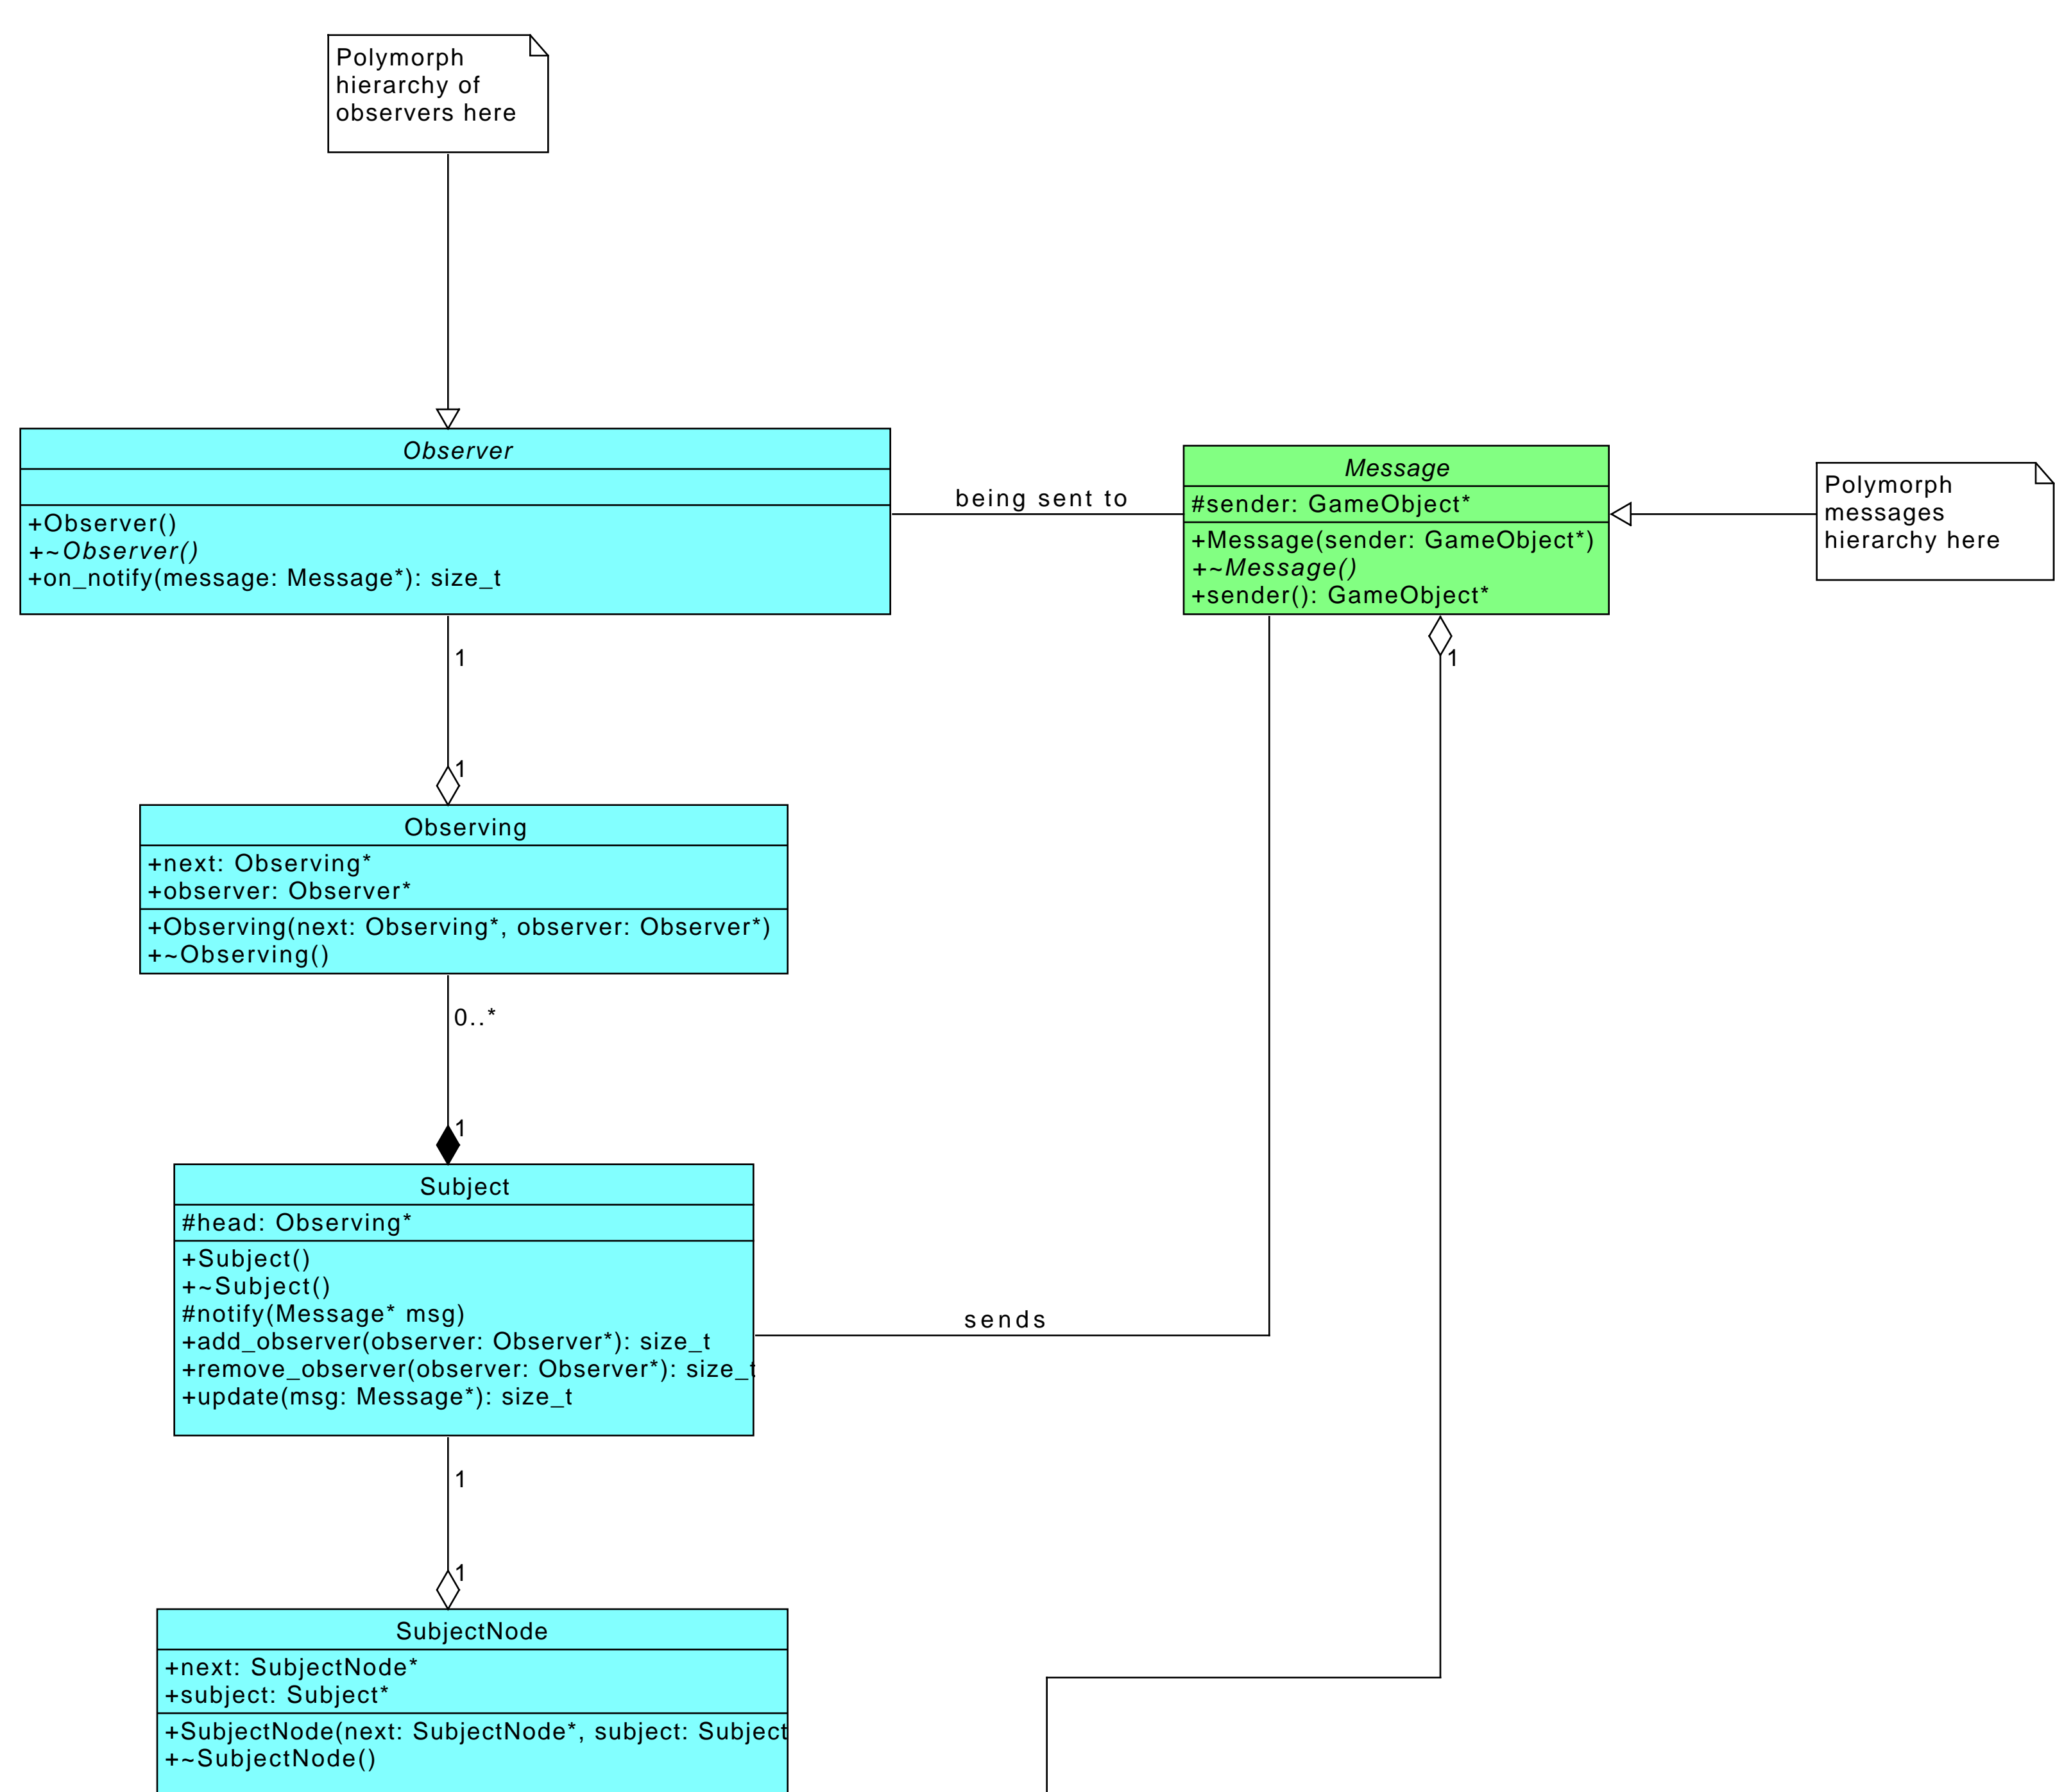 Polymorph
hierarchy of
observers here
Observer
+Observer()
+~Observer()
+on_notify(message: Message*): size_t
being sent to
Message
#sender: GameObject*
+Message(sender: GameObject*)
+~Message()
+sender(): GameObject*
Polymorph
messages
hierarchy here
1
1
1
Observing
+next: Observing*
+observer: Observer*
+Observing(next: Observing*, observer: Observer*)
+~Observing()
0..*
1
Subject
#head: Observing*
+Subject()
+~Subject()
#notify(Message* msg)
+add_observer(observer: Observer*): size_t
+remove_observer(observer: Observer*): size_t
+update(msg: Message*): size_t
sends
1
1
SubjectNode
+next: SubjectNode*
+subject: Subject*
+SubjectNode(next: SubjectNode*, subject: Subject
+~SubjectNode()